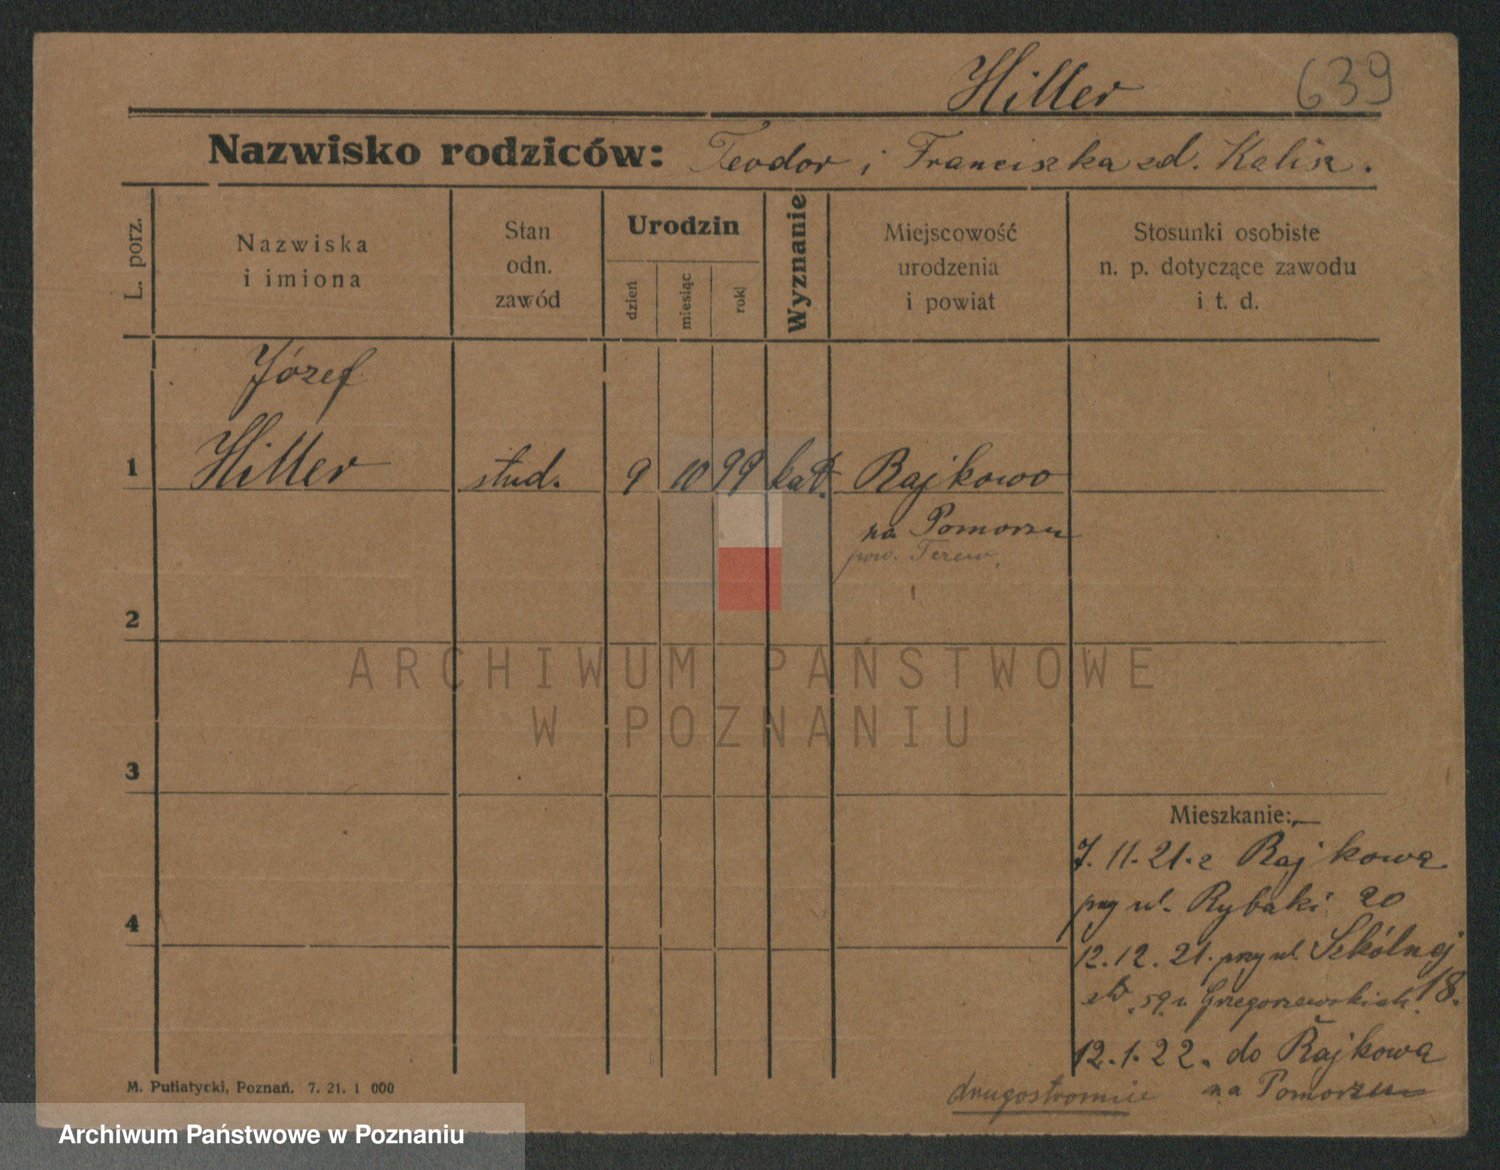 Hiller 639
Nazwisko rodziców: Teodor i Franciszka zd. Kalisz.
L. porz.
Nazwiska
i imiona
Stan
odn.
zawód
Urodzin
dzień
miesiąc
rok
Wyznanie
Miejscowość
urodzenia
i powiat
Stosunki osobiste
n. p. dotyczące zawodu
i t. d.
Józef
1 Hiller stud. 9 10 99 kat. Rajkowo
na Pomorzu
pow. Tczew.
2
ARCHIWUM PAŃSTWOWE
W POZNANIU
3
Mieszkanie:
7. 11. 21. z Rajkowa
przy ul. Rybaki 20
4
12. 12. 21. przy ul. Szkólnej
u Grzegorzewskich 18.
12. 1. 22. do Rajkowa
na Pomorzu
drugostronnie
M. Putiatycki, Poznań. 7. 21. 1 000
Archiwum Państwowe w Poznaniu